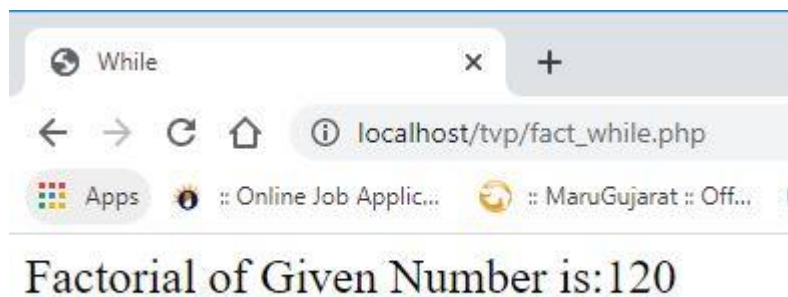 While
localhost/tvp/fact_while.php
Apps :: Online Job Applic... :: MaruGujarat :: Off...
Factorial of Given Number is:120